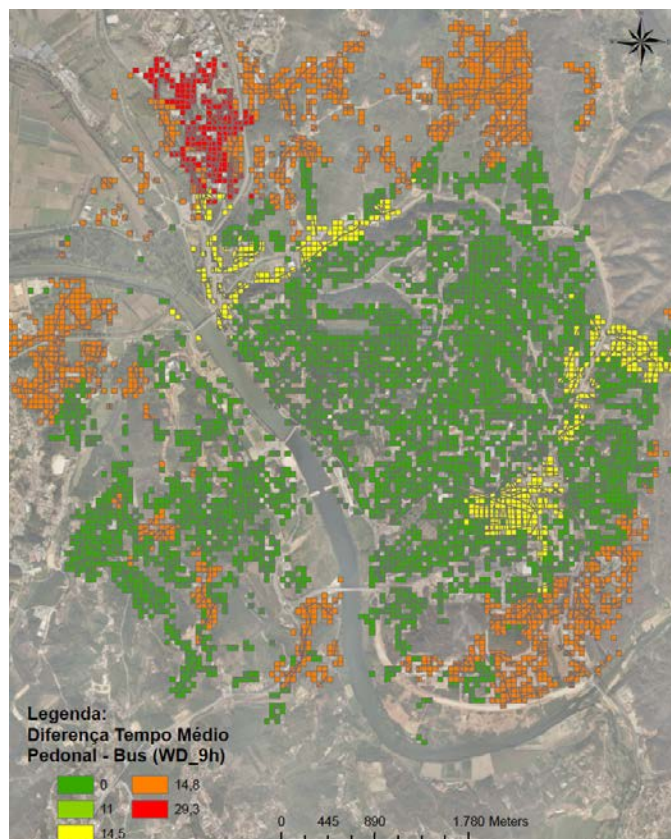 Legenda:
Diferença Tempo Médio
Pedonal - Bus (WD_9h)
0
14,8
11
29,3
14,5
0 445 890 1.780 Meters